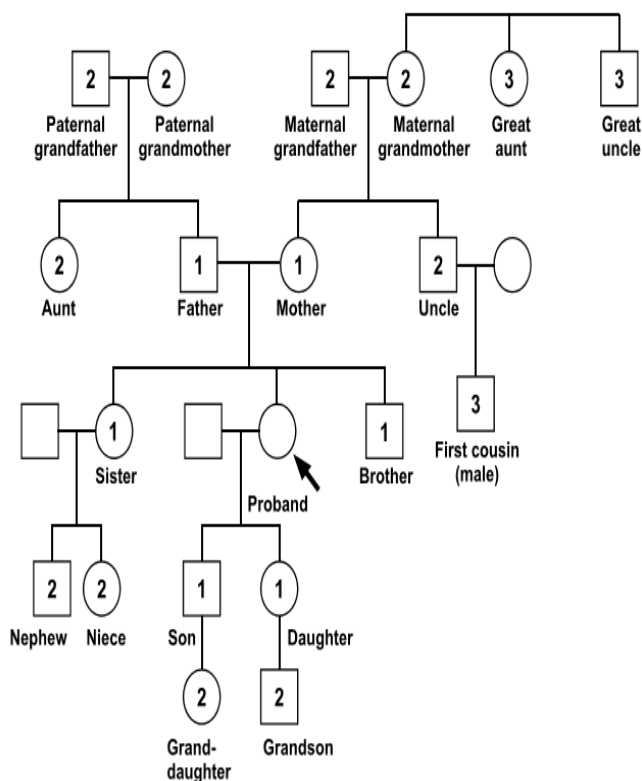 2 2 2 2 3 3
Paternal Paternal Maternal Maternal Great Great
grandfather grandmother grandfather grandmother aunt uncle
2 1 1 2
Aunt Father Mother Uncle
3
1 1
First cousin
(male)
Sister Brother
Proband
2 2 1 1
Nephew Niece Son Daughter
2 2
Grand-
daughter
Grandson